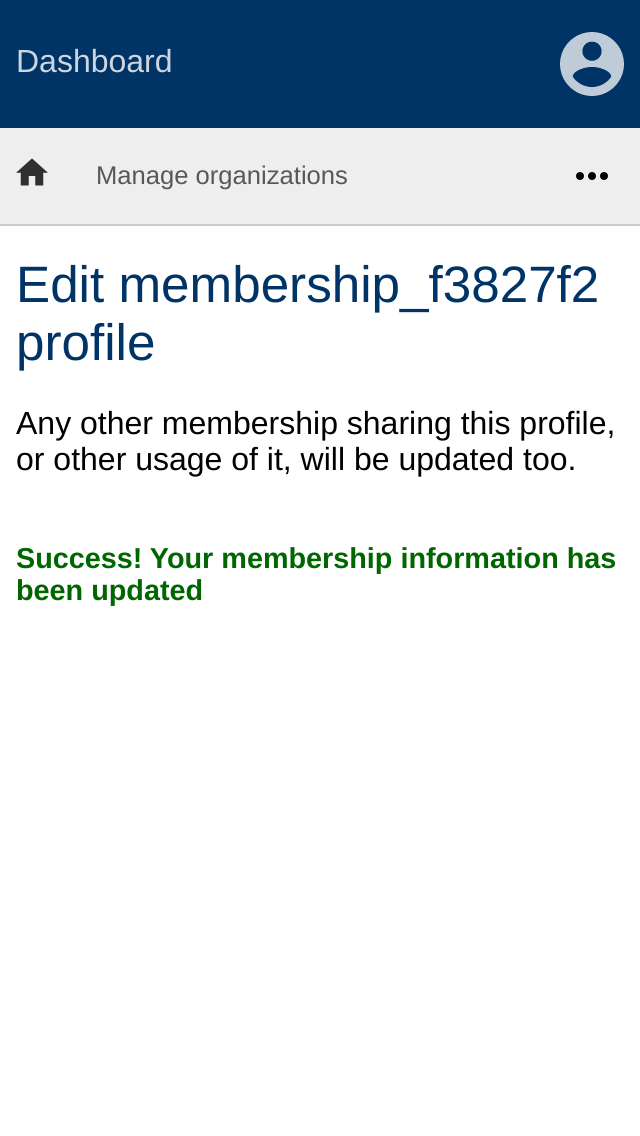 Dashboard
Manage organizations
Edit membership_f3827f2
profile
Any other membership sharing this profile,
or other usage of it, will be updated too.
Success! Your membership information has
been updated